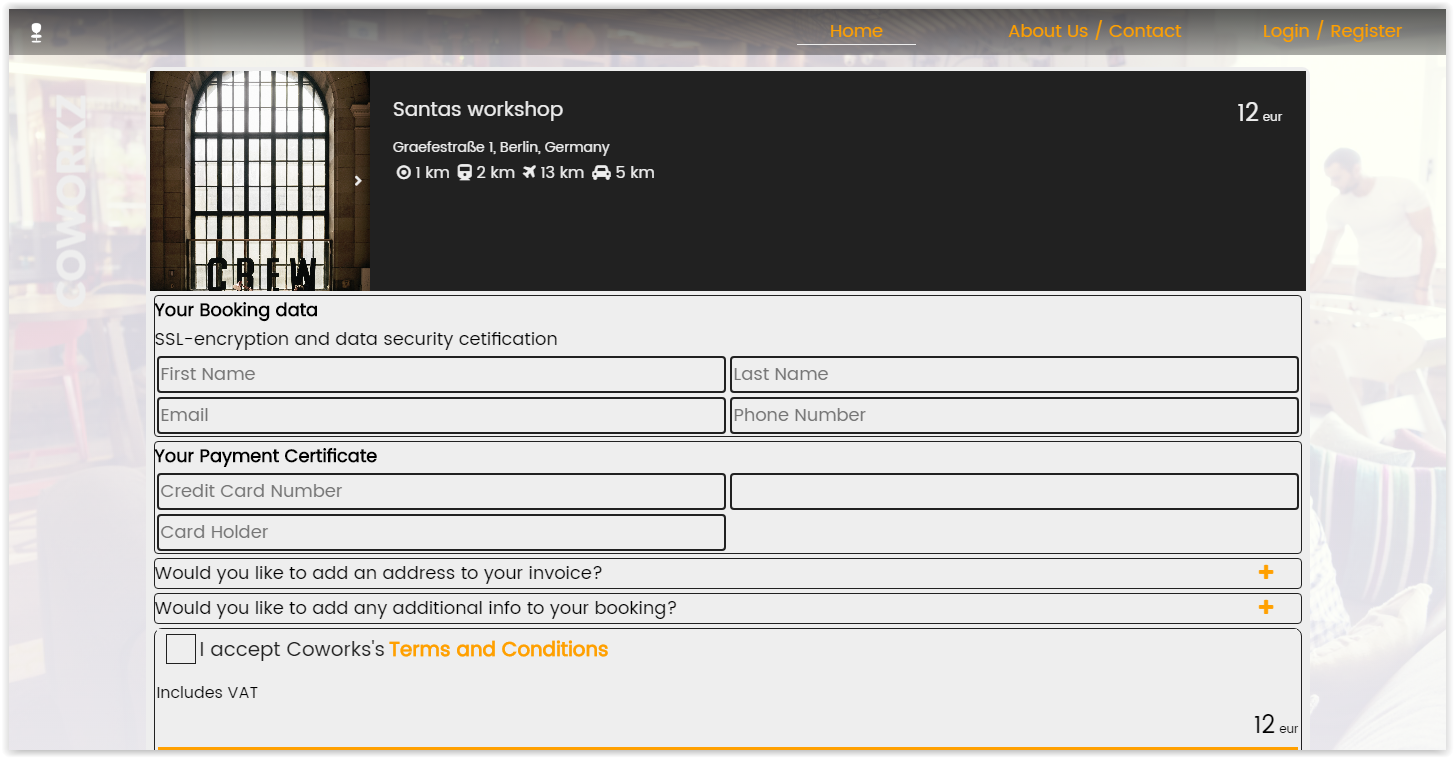 Home
About Us / Contact
Login / Register
COWORKZ
CREW
Santas workshop
12 eur
Graefestraße 1, Berlin, Germany
1 km 2 km 13 km 5 km
Your Booking data
SSL-encryption and data security cetification
First Name
Last Name
Email
Phone Number
Your Payment Certificate
Credit Card Number
Card Holder
Would you like to add an address to your invoice?
Would you like to add any additional info to your booking?
I accept Coworks's Terms and Conditions
Includes VAT
12 eur